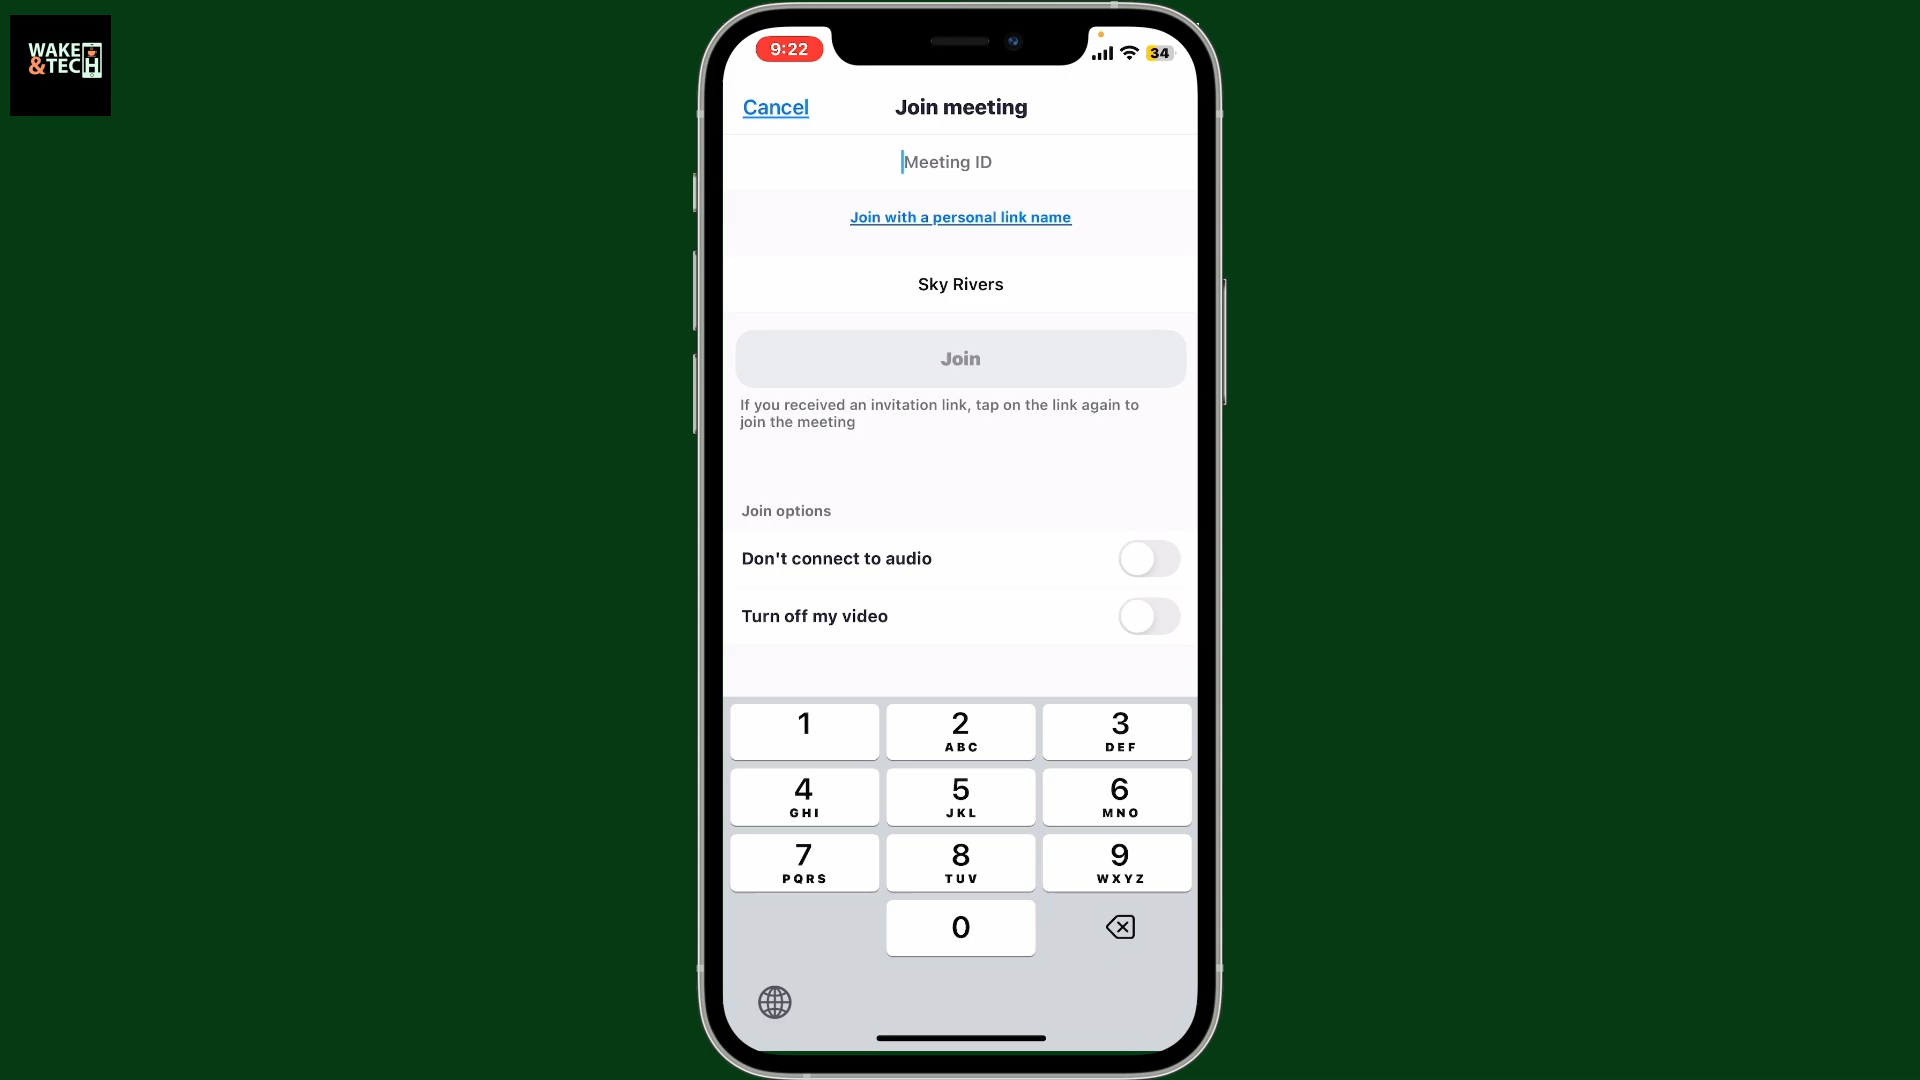 WAKE
&TECH
9:22
34
Cancel
Join meeting
Meeting ID
Join with a personal link name
Sky Rivers
Join
If you received an invitation link, tap on the link again to
join the meeting
Join options
Don't connect to audio
Turn off my video
1
2
ABC
3
DEF
4
GHI
5
JKL
6
MNO
7
PQRS
8
TUV
9
WXYZ
0